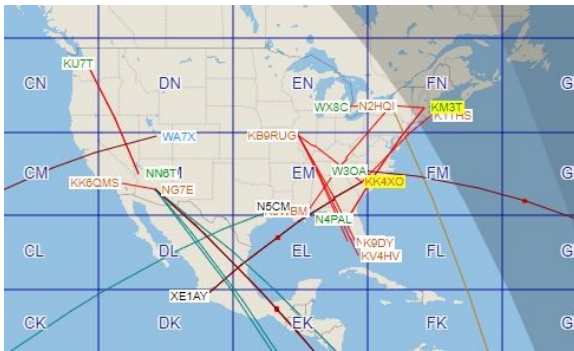 KU7T
CN
DN
EN
FN
G
WX8C
N2HQI
KM3T
K1THS
WA7X
KB9RUG
CM
NN6T
EM
W3OA
FM
G
KK6QMS
NG7E
KK4XO
N5CM
N4PAL
CL
DL
EL
FL
G
K9DY
KV4HV
XE1AY
CK
DK
EK
FK
G